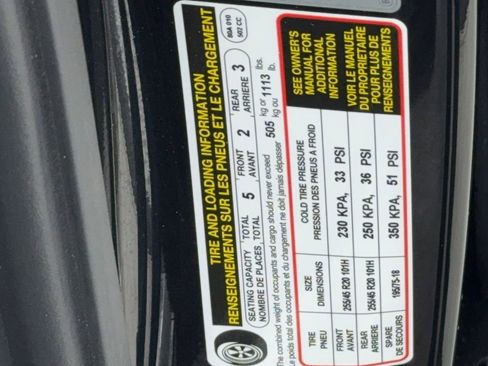 80A 010
502 CC
TIRE AND LOADING INFORMATION
RENSEIGNEMENTS SUR LES PNEUS ET LE CHARGEMENT
SEATING CAPACITY TOTAL 5 FRONT 2 REAR 3
NOMBRE DE PLACES TOTAL AVANT ARRIERE
The combined weight of occupants and cargo should never exceed 505 kg or 1113 lbs.
Le poids total des occupants et du chargement ne doit jamais dépasser kg ou lb.
TIRE SIZE COLD TIRE PRESSURE
PNEU DIMENSIONS PRESSION DES PNEUS A FROID
FRONT 255/45 R20 101H 230 KPA, 33 PSI
AVANT
REAR 255/45 R20 101H 250 KPA, 36 PSI
ARRIERE
SPARE 195/75-18 350 KPA, 51 PSI
DE SECOURS
SEE OWNER'S
MANUAL FOR
ADDITIONAL
INFORMATION
VOIR LE MANUEL
DU PROPRIETAIRE
POUR PLUS DE
RENSEIGNEMENTS